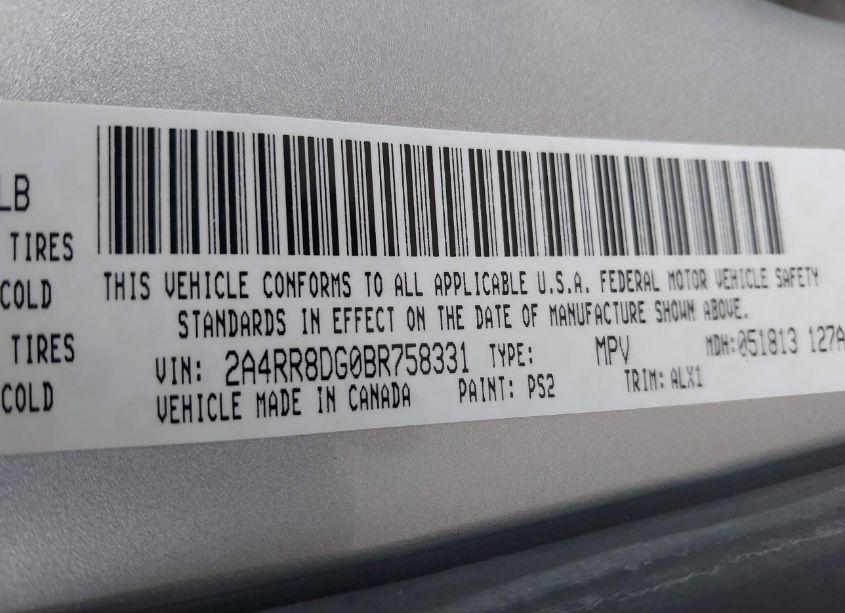 LB
TIRES
COLD
TIRES
COLD
THIS VEHICLE CONFORMS TO ALL APPLICABLE U.S.A. FEDERAL MOTOR VEHICLE SAFETY
STANDARDS IN EFFECT ON THE DATE OF MANUFACTURE SHOWN ABOVE.
VIN: 2A4RR8DG0BR758331 TYPE: MPV MDH:051813 127A
VEHICLE MADE IN CANADA PAINT: PS2 TRIM: ALX1